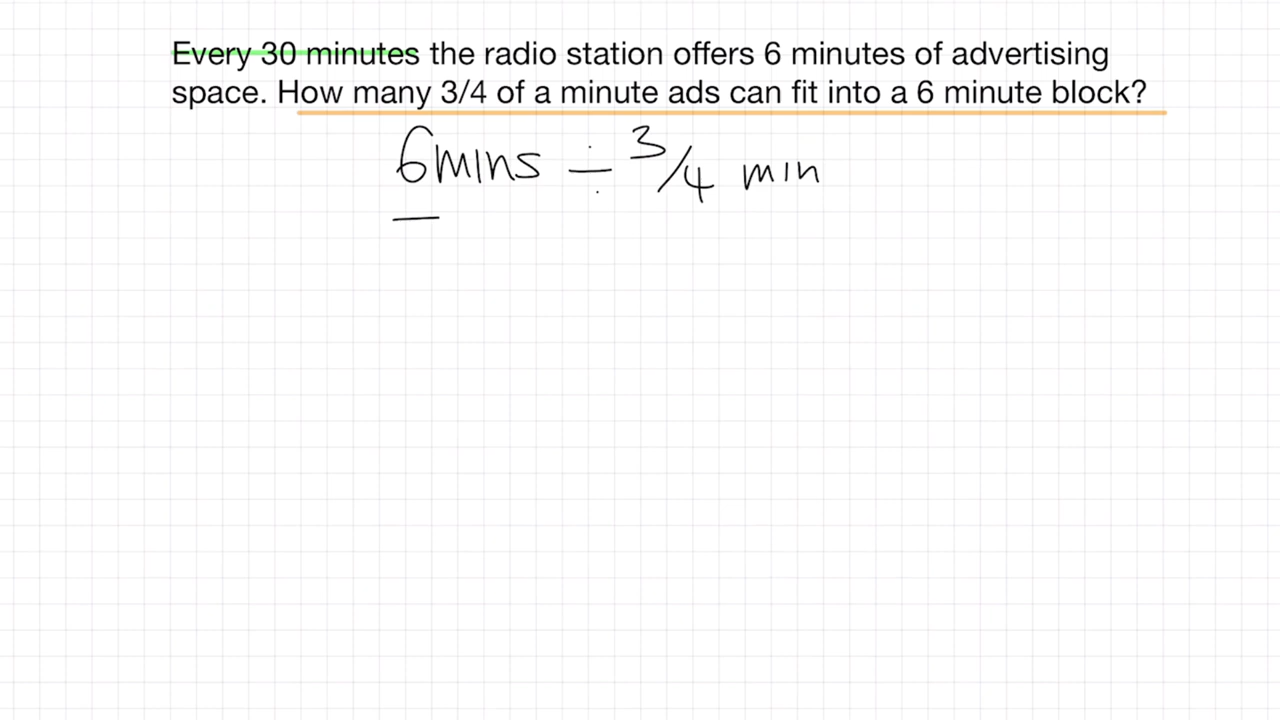 Every 30 minutes the radio station offers 6 minutes of advertising
space. How many 3/4 of a minute ads can fit into a 6 minute block?
6mins ÷ 3/4 min